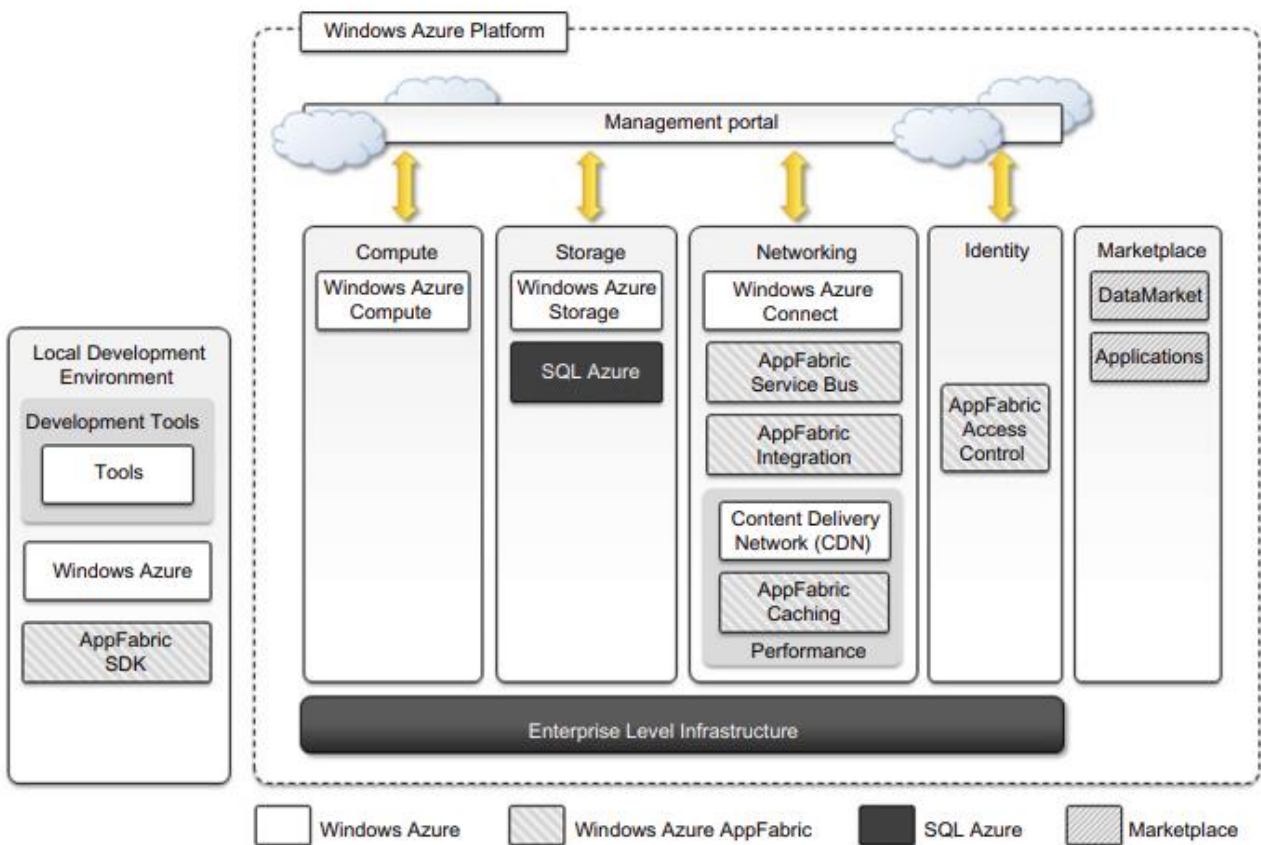 Windows Azure Platform
Management portal
Local Development
Environment
Development Tools
Tools
Windows Azure
AppFabric
SDK
Compute
Windows Azure
Compute
Storage
Windows Azure
Storage
SQL Azure
Networking
Windows Azure
Connect
AppFabric
Service Bus
AppFabric
Integration
Content Delivery
Network (CDN)
AppFabric
Caching
Performance
Identity
AppFabric
Access
Control
Marketplace
DataMarket
Applications
Enterprise Level Infrastructure
Windows Azure
Windows Azure AppFabric
SQL Azure
Marketplace